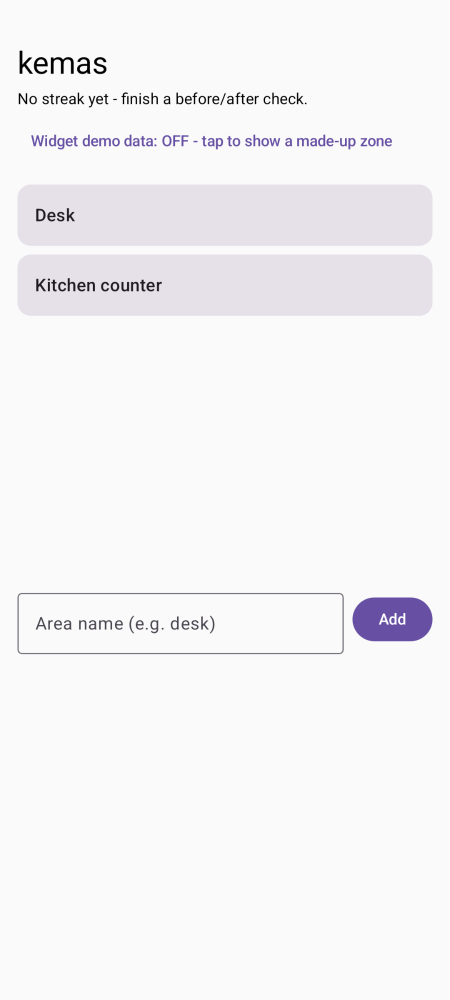 kemas
No streak yet - finish a before/after check.
Widget demo data: OFF - tap to show a made-up zone
Desk
Kitchen counter
Area name (e.g. desk)
Add